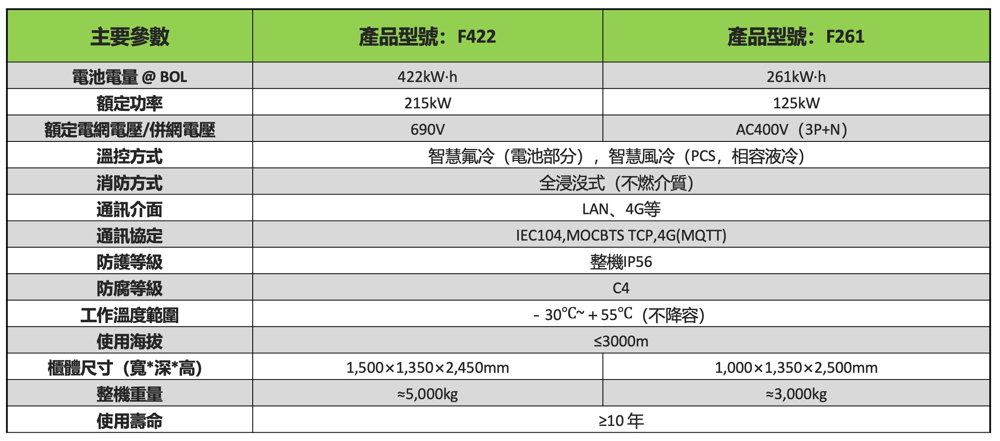 主要參數 產品型號：F422 產品型號：F261
電池電量 @ BOL 422kW·h 261kW·h
額定功率 215kW 125kW
額定電網電壓/併網電壓 690V AC400V（3P+N）
溫控方式 智慧氟冷（電池部分），智慧風冷（PCS，相容液冷）
消防方式 全浸沒式（不燃介質）
通訊介面 LAN、4G等
通訊協定 IEC104,MOCBTS TCP,4G(MQTT)
防護等級 整機IP56
防腐等級 C4
工作溫度範圍 - 30℃~ + 55℃（不降容）
使用海拔 ≤3000m
櫃體尺寸（寬*深*高） 1,500×1,350×2,450mm 1,000×1,350×2,500mm
整機重量 ≈5,000kg ≈3,000kg
使用壽命 ≥10 年